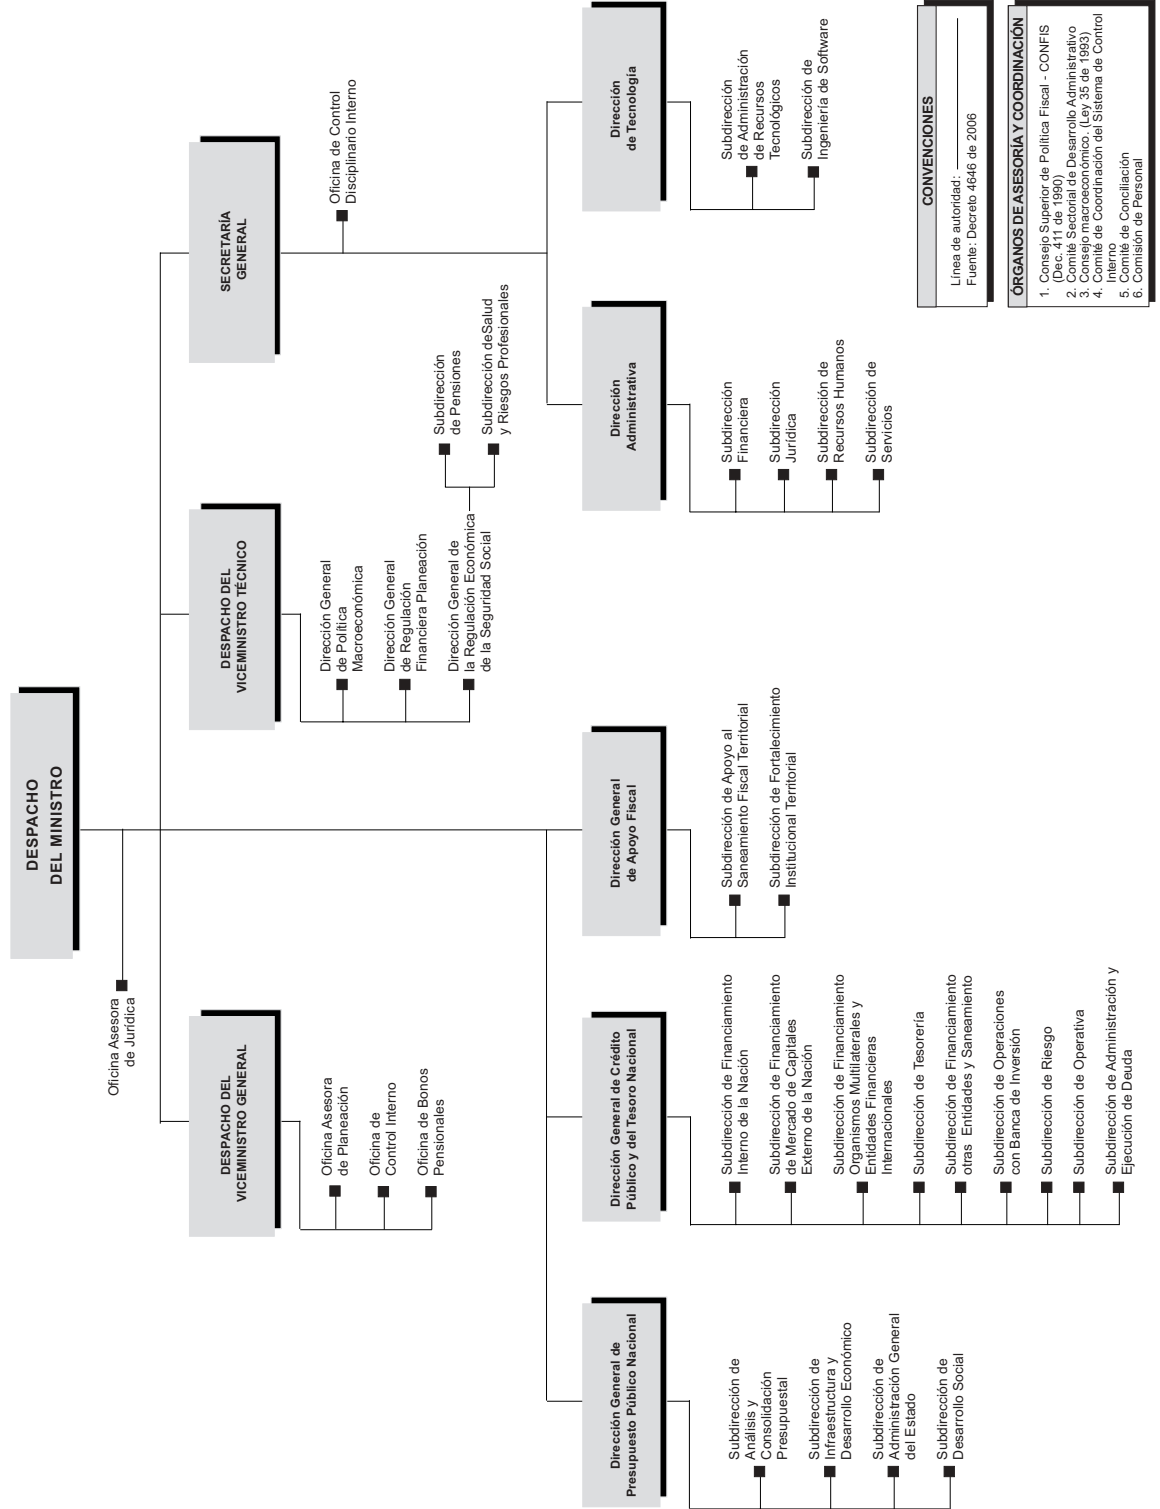 DESPACHO
DEL MINISTRO
Oficina Asesora
de Jurídica
DESPACHO DEL
VICEMINISTRO GENERAL
Oficina Asesora
de Planeación
Oficina de
Control Interno
Oficina de Bonos
Pensionales
DESPACHO DEL
VICEMINISTRO TÉCNICO
Dirección General
de Política
Macroeconómica
Dirección General
de Regulación
Financiera Planeación
Dirección General de
la Regulación Económica
de la Seguridad Social
Subdirección
de Pensiones
Subdirección deSalud
y Riesgos Profesionales
SECRETARÍA
GENERAL
Oficina de Control
Disciplinario Interno
Dirección General de
Presupuesto Público Nacional
Subdirección de
Análisis y
Consolidación
Presupuestal
Subdirección de
Infraestructura y
Desarrollo Económico
Subdirección de
Administración General
del Estado
Subdirección de
Desarrollo Social
Dirección General de Crédito
Público y del Tesoro Nacional
Subdirección de Financiamiento
Interno de la Nación
Subdirección de Financiamiento
de Mercado de Capitales
Externo de la Nación
Subdirección de Financiamiento
Organismos Multilaterales y
Entidades Financieras
Internacionales
Subdirección de Tesorería
Subdirección de Financiamiento
otras Entidades y Saneamiento
Subdirección de Operaciones
con Banca de Inversión
Subdirección de Riesgo
Subdirección de Operativa
Subdirección de Administración y
Ejecución de Deuda
Dirección General
de Apoyo Fiscal
Subdirección de Apoyo al
Saneamiento Fiscal Territorial
Subdirección de Fortalecimiento
Institucional Territorial
Dirección
Administrativa
Subdirección
Financiera
Subdirección
Jurídica
Subdirección de
Recursos Humanos
Subdirección de
Servicios
Dirección
de Tecnología
Subdirección
de Administración
de Recursos
Tecnológicos
Subdirección de
Ingeniería de Software
CONVENCIONES
Línea de autoridad:
Fuente: Decreto 4646 de 2006
ÓRGANOS DE ASESORÍA Y COORDINACIÓN
1. Consejo Superior de Política Fiscal - CONFIS
(Dec. 411 de 1990)
2. Comité Sectorial de Desarrollo Administrativo
3. Consejo macroeconómico. (Ley 35 de 1993)
4. Comité de Coordinación del Sistema de Control
Interno
5. Comité de Conciliación
6. Comisión de Personal